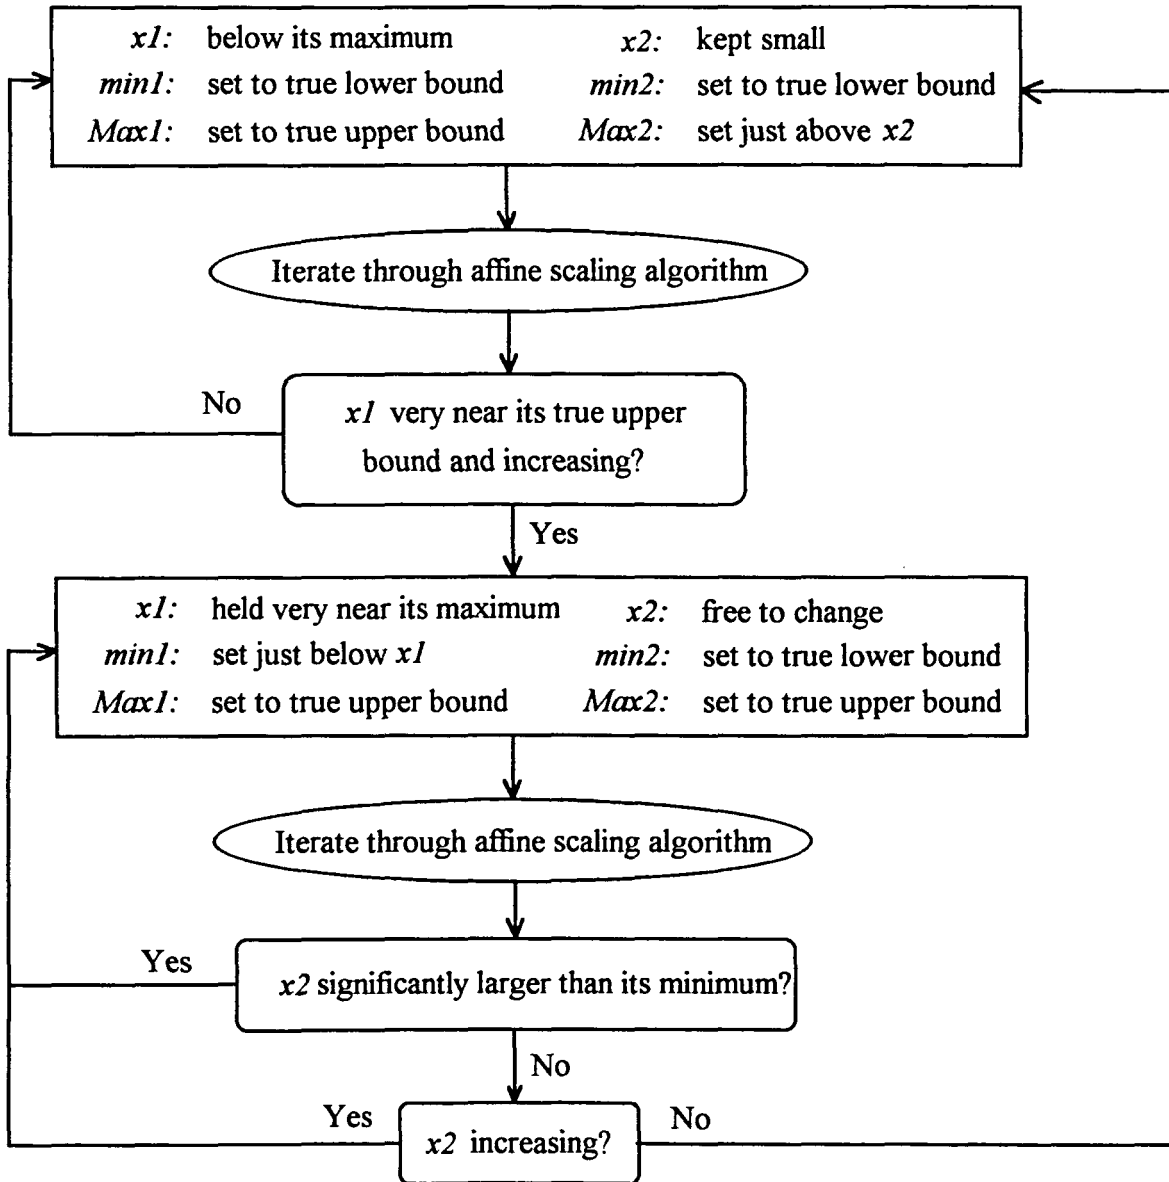 x1: below its maximum x2: kept small
min1: set to true lower bound min2: set to true lower bound
Max1: set to true upper bound Max2: set just above x2
Iterate through affine scaling algorithm
No
x1 very near its true upper
bound and increasing?
Yes
x1: held very near its maximum x2: free to change
min1: set just below x1 min2: set to true lower bound
Max1: set to true upper bound Max2: set to true upper bound
Iterate through affine scaling algorithm
Yes
x2 significantly larger than its minimum?
No
Yes
x2 increasing?
No